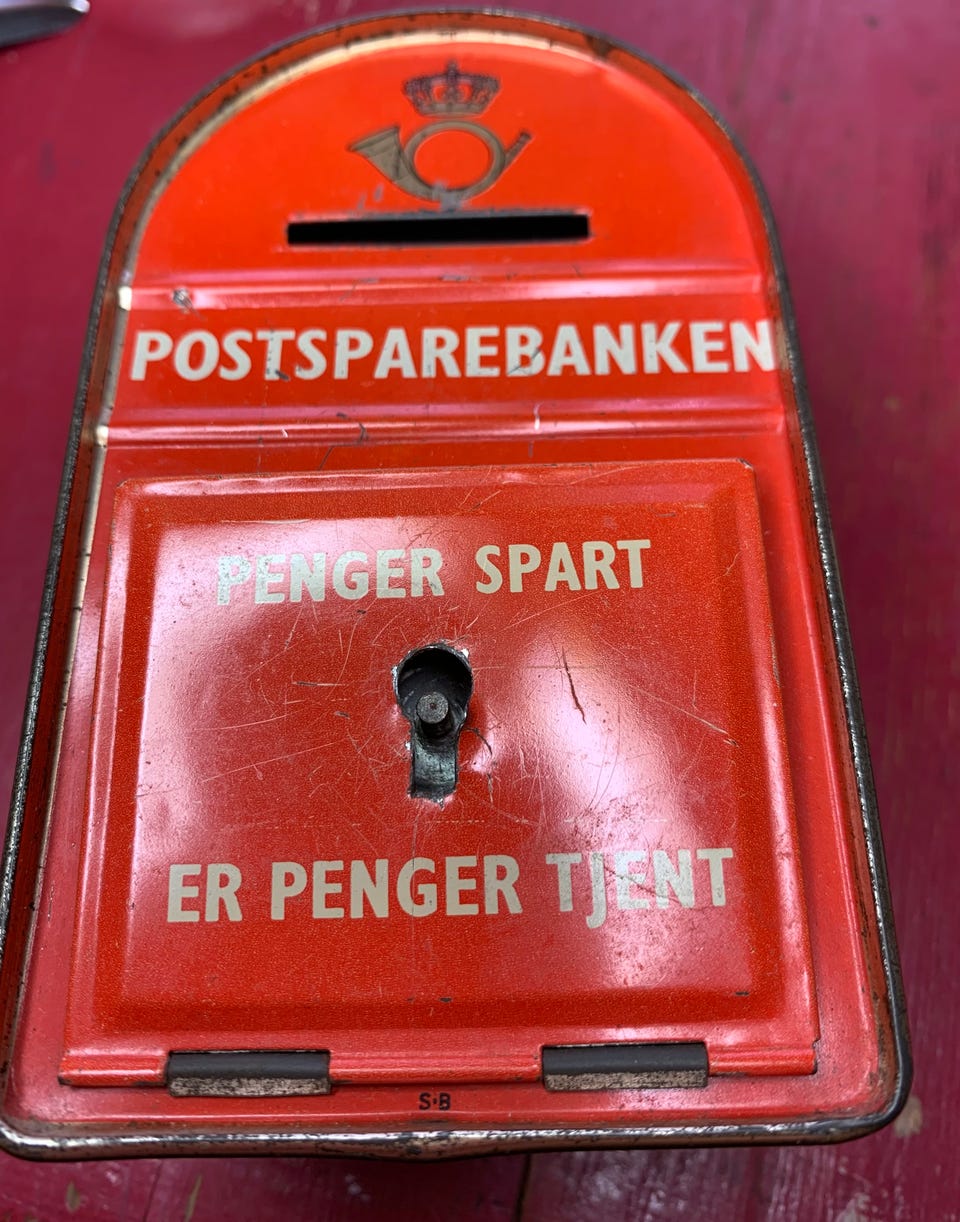 POSTSPAREBANKEN
PENGER SPART
ER PENGER TJENT
S·B